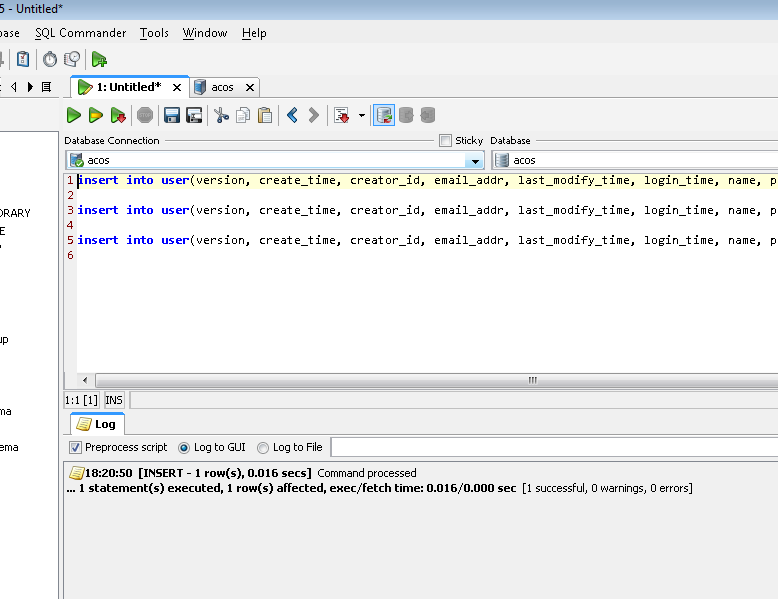 5 - Untitled*
ase SQL Commander Tools Window Help
1: Untitled* acos
Database Connection Sticky Database
acos acos
1 insert into user(version, create_time, creator_id, email_addr, last_modify_time, login_time, name, p
2
3 insert into user(version, create_time, creator_id, email_addr, last_modify_time, login_time, name, p
4
5 insert into user(version, create_time, creator_id, email_addr, last_modify_time, login_time, name, p
6
ORARY
E
up
ma
ema
1:1 [1] INS
Log
Preprocess script Log to GUI Log to File
18:20:50 [INSERT - 1 row(s), 0.016 secs] Command processed
... 1 statement(s) executed, 1 row(s) affected, exec/fetch time: 0.016/0.000 sec [1 successful, 0 warnings, 0 errors]